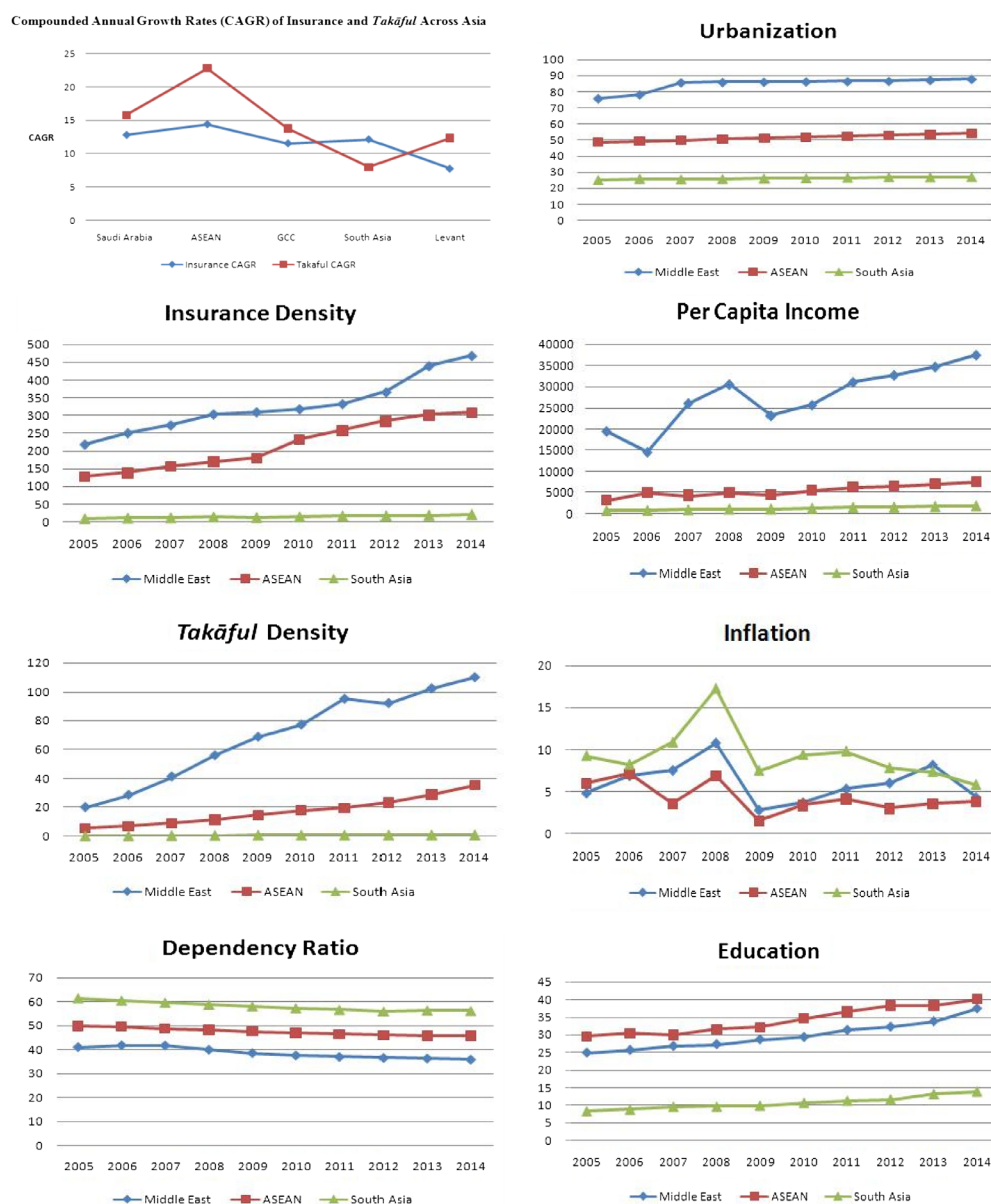 Compounded Annual Growth Rates (CAGR) of Insurance and Takāful Across Asia
25
20
15
CAGR
10
5
0
Saudi Arabia ASEAN GCC South Asia Levant
Insurance CAGR Takaful CAGR
Urbanization
100
90
80
70
60
50
40
30
20
10
0
2005 2006 2007 2008 2009 2010 2011 2012 2013 2014
Middle East ASEAN South Asia
Insurance Density
500
450
400
350
300
250
200
150
100
50
0
2005 2006 2007 2008 2009 2010 2011 2012 2013 2014
Middle East ASEAN South Asia
Per Capita Income
40000
35000
30000
25000
20000
15000
10000
5000
0
2005 2006 2007 2008 2009 2010 2011 2012 2013 2014
Middle East ASEAN South Asia
Takāful Density
120
100
80
60
40
20
0
2005 2006 2007 2008 2009 2010 2011 2012 2013 2014
Middle East ASEAN South Asia
Inflation
20
15
10
5
0
2005 2006 2007 2008 2009 2010 2011 2012 2013 2014
Middle East ASEAN South Asia
Dependency Ratio
70
60
50
40
30
20
10
0
2005 2006 2007 2008 2009 2010 2011 2012 2013 2014
Middle East ASEAN South Asia
Education
45
40
35
30
25
20
15
10
5
0
2005 2006 2007 2008 2009 2010 2011 2012 2013 2014
Middle East ASEAN South Asia